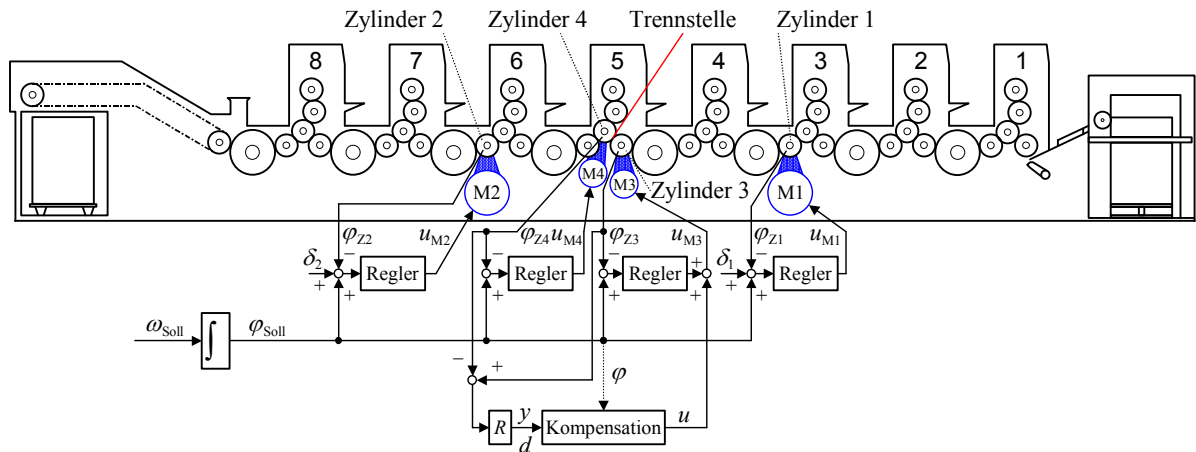 Zylinder 2 Zylinder 4 Trennstelle Zylinder 1
8 7 6 5 4 3 2 1
M2 M4 M3 Zylinder 3 M1
φZ2 uM2 φZ4 uM4 φZ3 uM3 φZ1 uM1
δ2 − + + Regler − + Regler − + Regler + + δ1 − + + Regler
ωSoll ∫ φSoll
− + φ
R y d Kompensation u